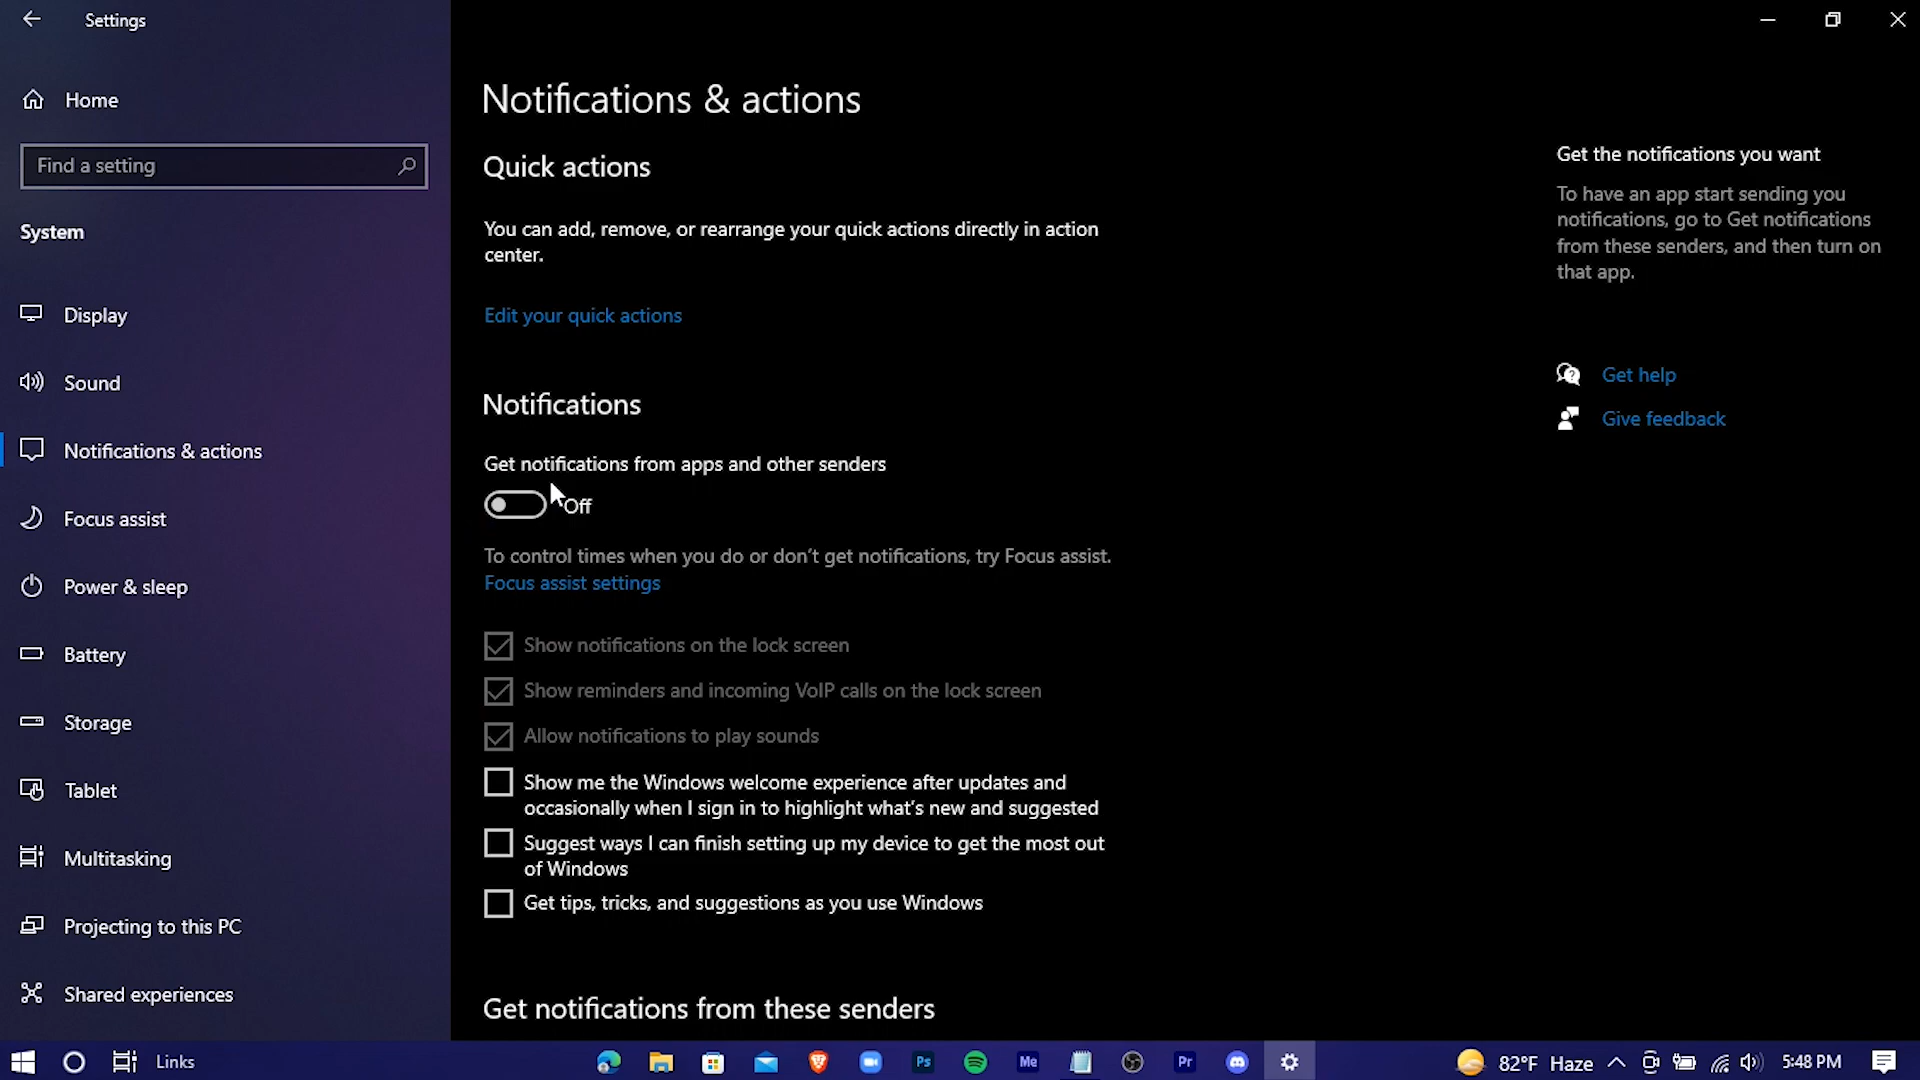 Settings
Home
Find a setting
System
Display
Sound
Notifications & actions
Focus assist
Power & sleep
Battery
Storage
Tablet
Multitasking
Projecting to this PC
Shared experiences
Notifications & actions
Quick actions
You can add, remove, or rearrange your quick actions directly in action
center.
Edit your quick actions
Notifications
Get notifications from apps and other senders
Off
To control times when you do or don't get notifications, try Focus assist.
Focus assist settings
Show notifications on the lock screen
Show reminders and incoming VoIP calls on the lock screen
Allow notifications to play sounds
Show me the Windows welcome experience after updates and
occasionally when I sign in to highlight what's new and suggested
Suggest ways I can finish setting up my device to get the most out
of Windows
Get tips, tricks, and suggestions as you use Windows
Get notifications from these senders
Get the notifications you want
To have an app start sending you
notifications, go to Get notifications
from these senders, and then turn on
that app.
Get help
Give feedback
Links
Ps
Me
Pr
82°F Haze
5:48 PM